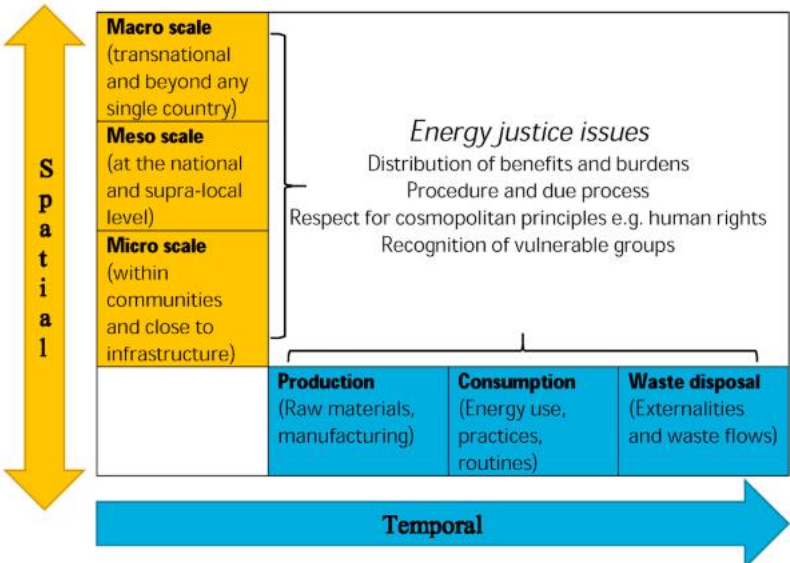 Spatial
Macro scale
(transnational
and beyond any
single country)
Meso scale
(at the national
and supra-local
level)
Micro scale
(within
communities
and close to
infrastructure)
Energy justice issues
Distribution of benefits and burdens
Procedure and due process
Respect for cosmopolitan principles e.g. human rights
Recognition of vulnerable groups
Production
(Raw materials,
manufacturing)
Consumption
(Energy use,
practices,
routines)
Waste disposal
(Externalities
and waste flows)
Temporal